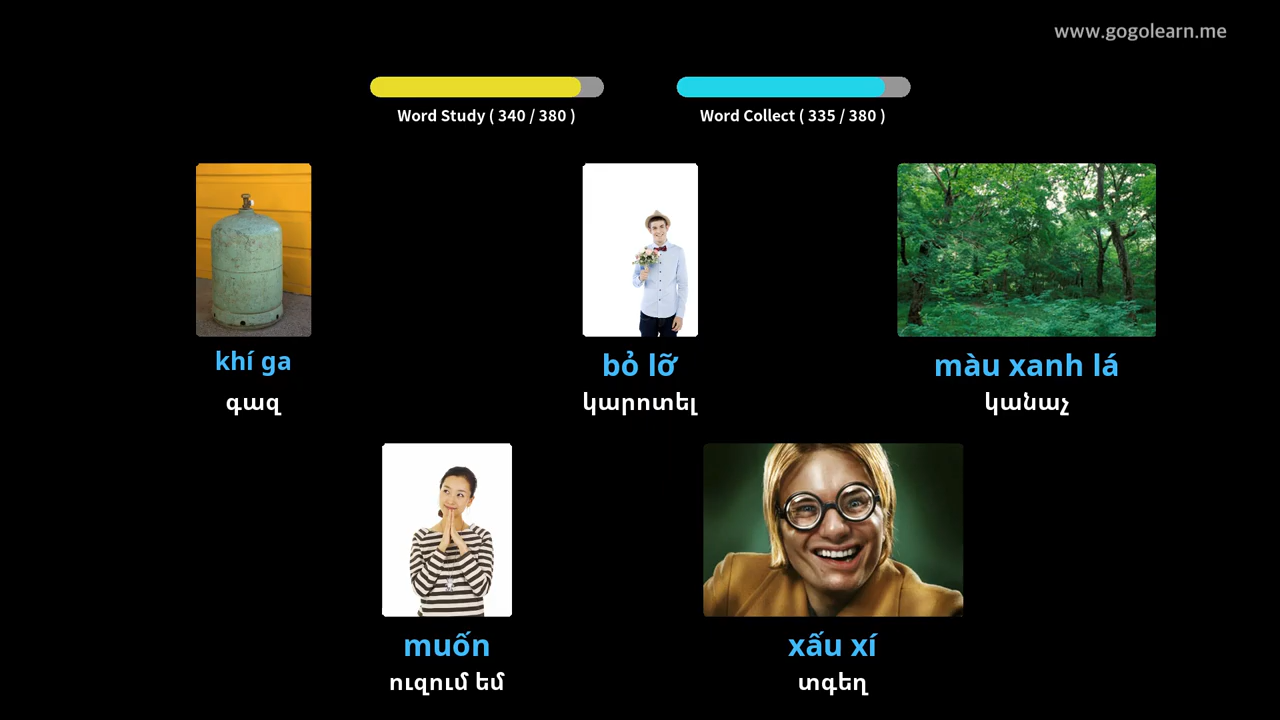 www.gogolearn.me
Word Study ( 340 / 380 )
Word Collect ( 335 / 380 )
khí ga
գազ
bỏ lỡ
կարոտել
màu xanh lá
կանաչ
muốn
ուզում եմ
xấu xí
տգեղ